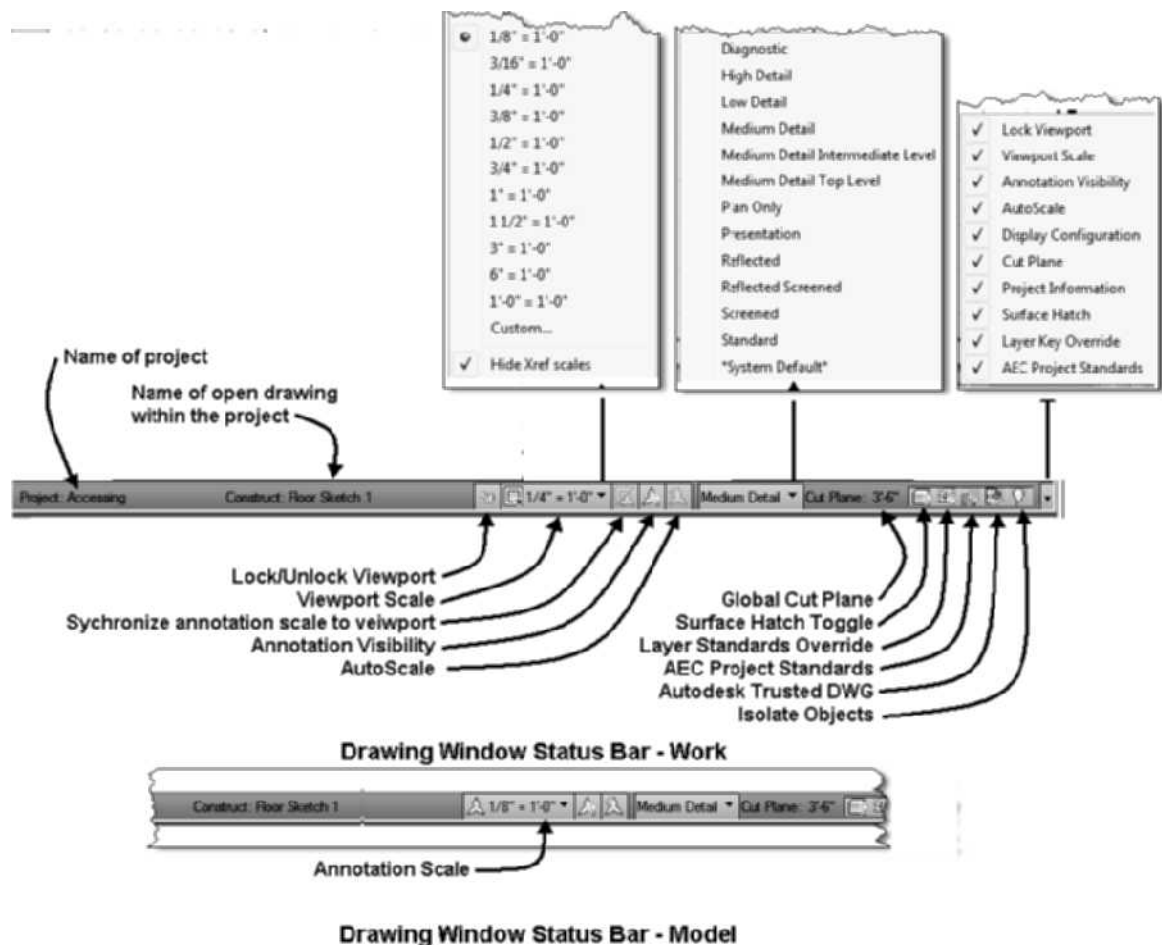 1/8" = 1'-0"
3/16" = 1'-0"
1/4" = 1'-0"
3/8" = 1'-0"
1/2" = 1'-0"
3/4" = 1'-0"
1" = 1'-0"
1 1/2" = 1'-0"
3" = 1'-0"
6" = 1'-0"
1'-0" = 1'-0"
Custom...
Hide Xref scales
Diagnostic
High Detail
Low Detail
Medium Detail
Medium Detail Intermediate Level
Medium Detail Top Level
Plan Only
Presentation
Reflected
Reflected Screened
Screened
Standard
*System Default*
Lock Viewport
Viewport Scale
Annotation Visibility
AutoScale
Display Configuration
Cut Plane
Project Information
Surface Hatch
Layer Key Override
AEC Project Standards
Name of project
Name of open drawing
within the project
Project: Accessing
Construct: Floor Sketch 1
1/4" = 1'-0"
Medium Detail
Cut Plane: 3'-6"
Lock/Unlock Viewport
Viewport Scale
Sychronize annotation scale to veiwport
Annotation Visibility
AutoScale
Global Cut Plane
Surface Hatch Toggle
Layer Standards Override
AEC Project Standards
Autodesk Trusted DWG
Isolate Objects
Drawing Window Status Bar - Work
Construct: Floor Sketch 1
1/8" = 1'-0"
Medium Detail
Cut Plane: 3'-6"
Annotation Scale
Drawing Window Status Bar - Model